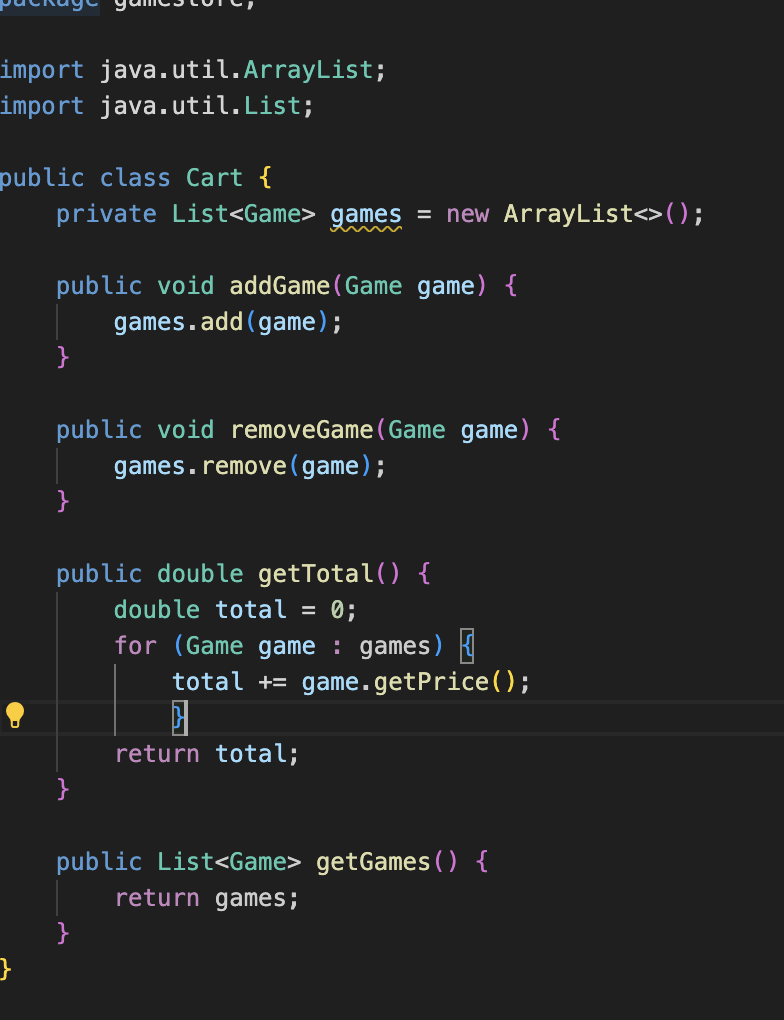 package gamestore;
import java.util.ArrayList;
import java.util.List;
public class Cart {
    private List<Game> games = new ArrayList<>();
    public void addGame(Game game) {
        games.add(game);
    }
    public void removeGame(Game game) {
        games.remove(game);
    }
    public double getTotal() {
        double total = 0;
        for (Game game : games) {
            total += game.getPrice();
            }
        return total;
    }
    public List<Game> getGames() {
        return games;
    }
}